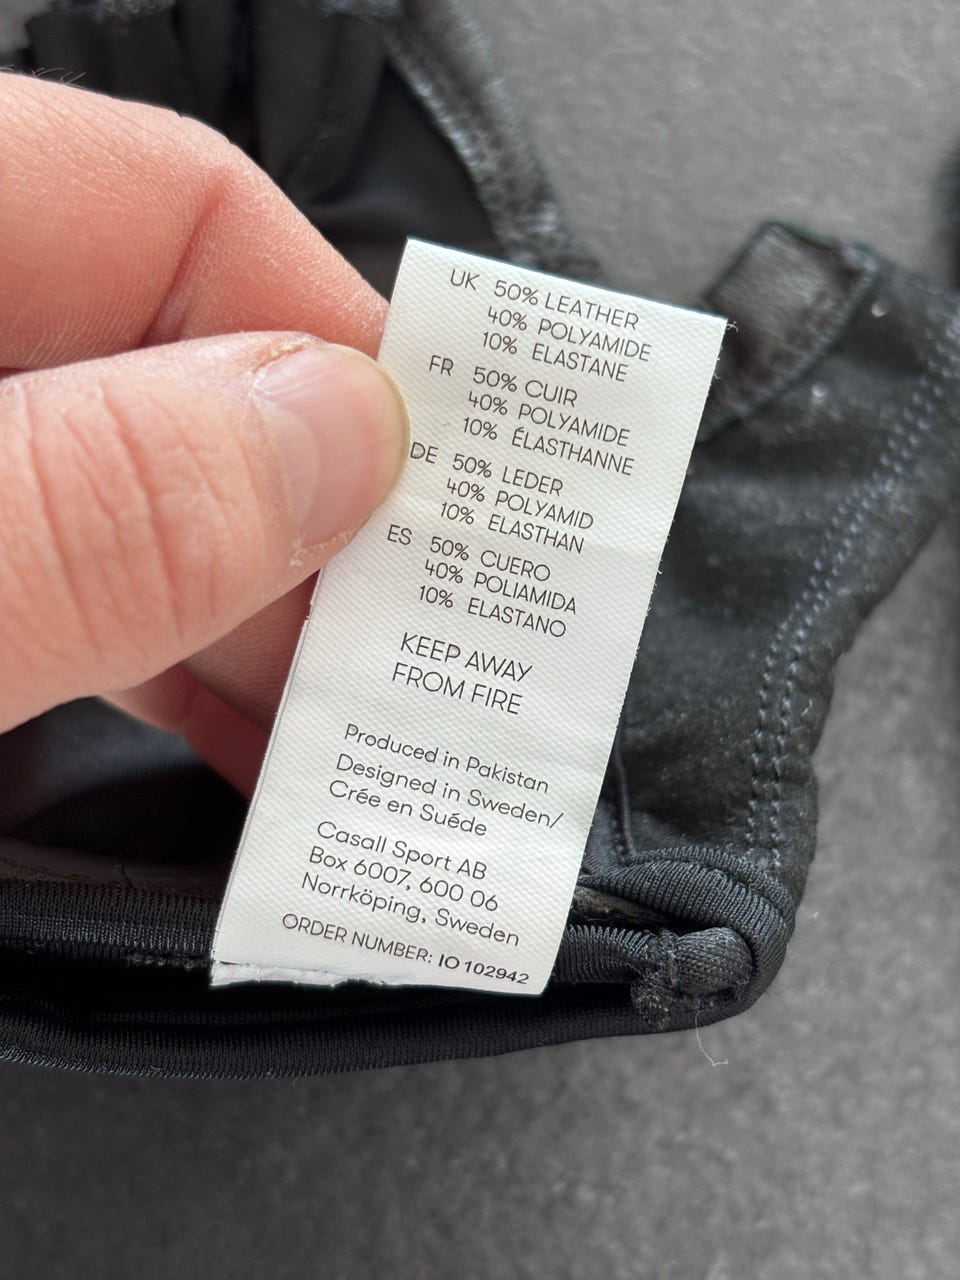 UK 50% LEATHER
40% POLYAMIDE
10% ELASTANE
FR 50% CUIR
40% POLYAMIDE
10% ÉLASTHANNE
DE 50% LEDER
40% POLYAMID
10% ELASTHAN
ES 50% CUERO
40% POLIAMIDA
10% ELASTANO
KEEP AWAY
FROM FIRE
Produced in Pakistan
Designed in Sweden/
Crée en Suéde
Casall Sport AB
Box 6007, 600 06
Norrköping, Sweden
ORDER NUMBER: IO 102942